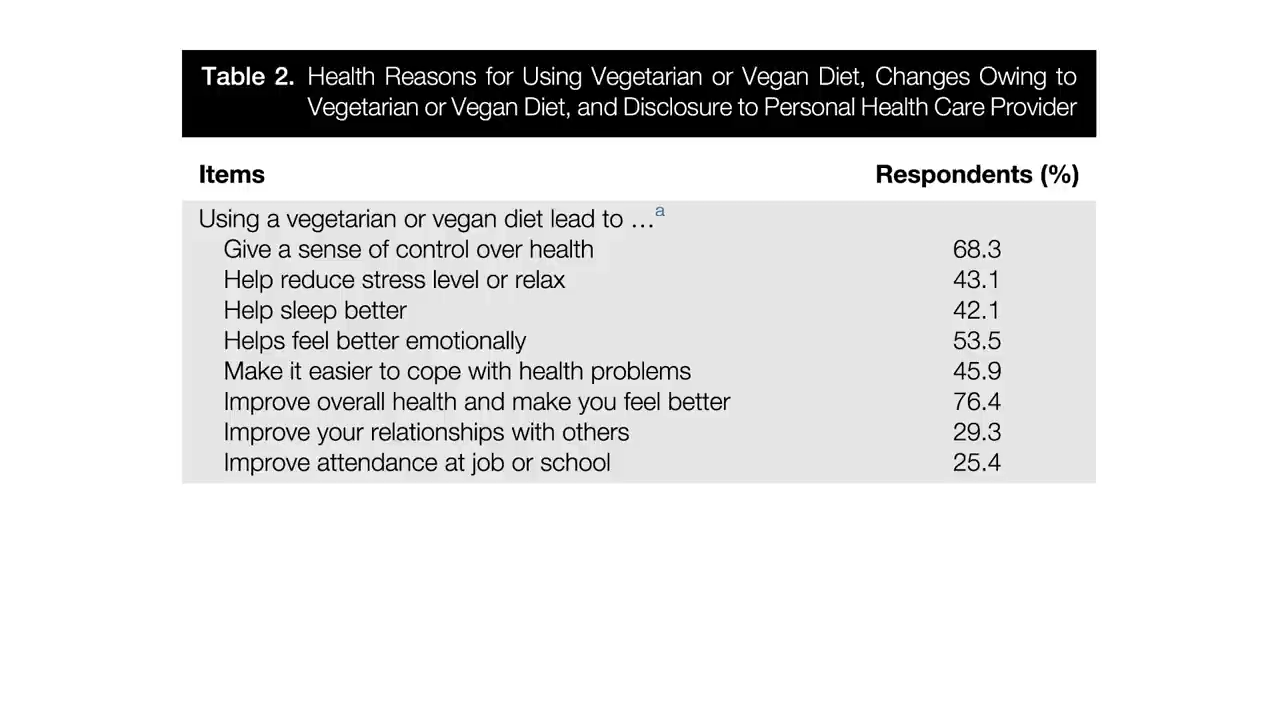 Table 2. Health Reasons for Using Vegetarian or Vegan Diet, Changes Owing to
Vegetarian or Vegan Diet, and Disclosure to Personal Health Care Provider
Items Respondents (%)
Using a vegetarian or vegan diet lead to …a
Give a sense of control over health 68.3
Help reduce stress level or relax 43.1
Help sleep better 42.1
Helps feel better emotionally 53.5
Make it easier to cope with health problems 45.9
Improve overall health and make you feel better 76.4
Improve your relationships with others 29.3
Improve attendance at job or school 25.4